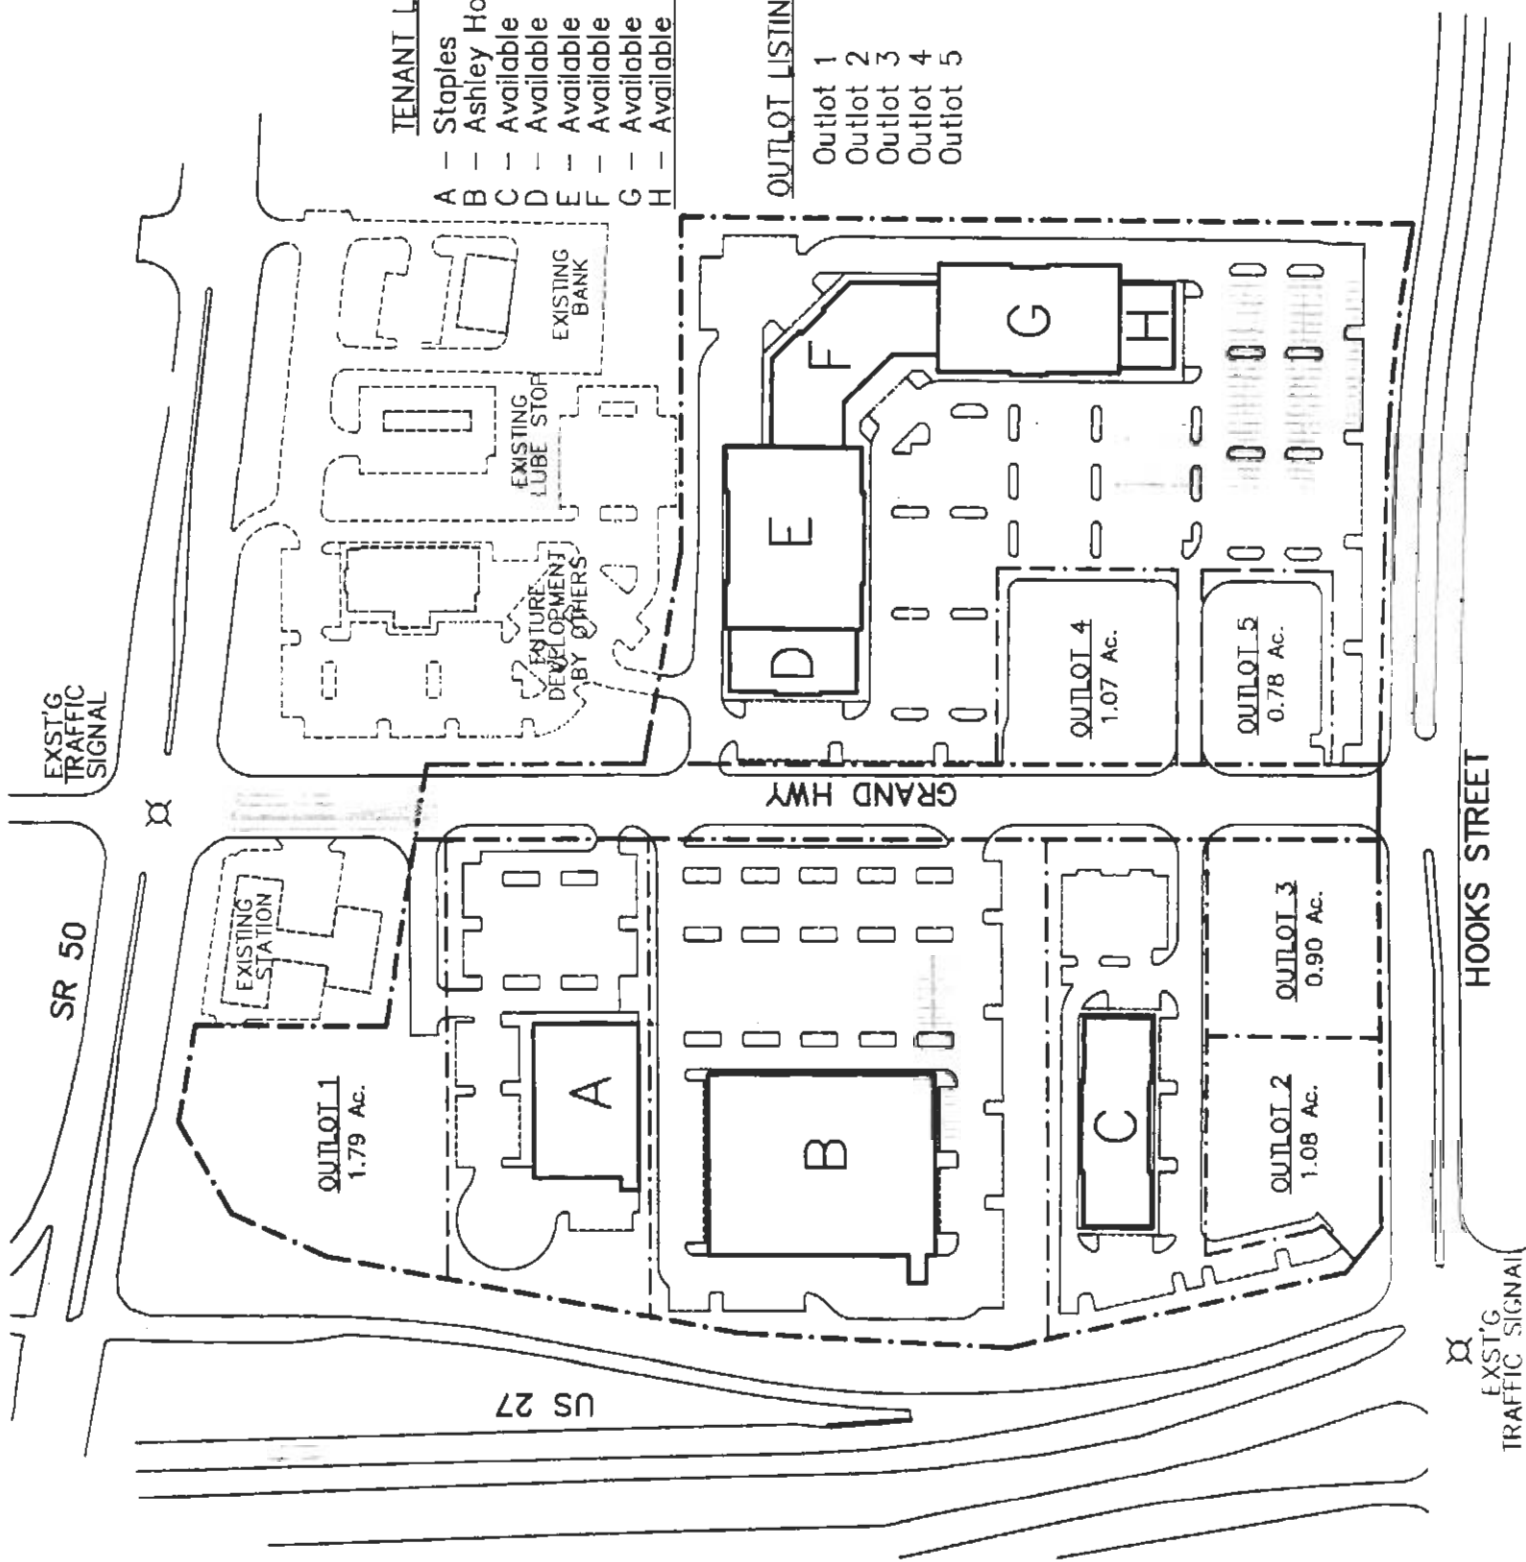 TENANT L
A - Staples
B - Ashley Ho
C - Available
D - Available
E - Available
F - Available
G - Available
H - Available
OUTLOT LISTIN
Outlot 1
Outlot 2
Outlot 3
Outlot 4
Outlot 5
SR 50
EXST'G
TRAFFIC
SIGNAL
EXISTING
STATION
FUTURE
DEVELOPMENT
BY OTHERS
EXISTING
LUBE STOP
EXISTING
BANK
OUTLOT 1
1.79 Ac.
A
B
C
D
E
F
G
H
US 27
GRAND HWY
OUTLOT 2
1.08 Ac.
OUTLOT 3
0.90 Ac.
OUTLOT 4
1.07 Ac.
OUTLOT 5
0.78 Ac.
HOOKS STREET
EXST'G
TRAFFIC SIGNAL